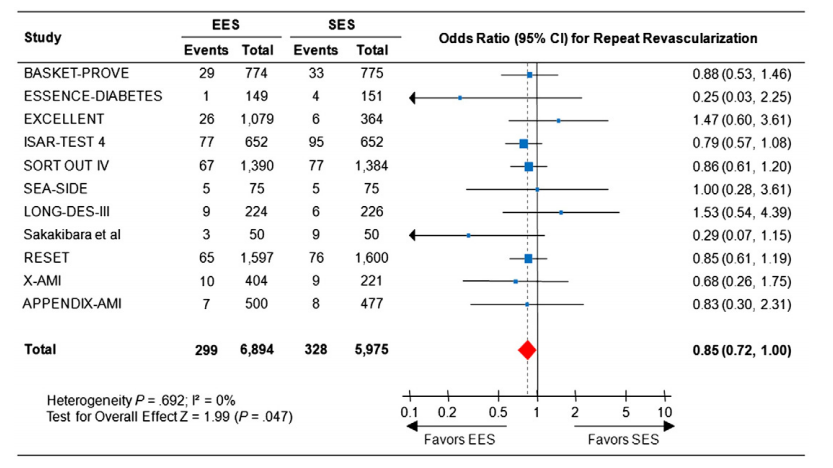 EES SES
Study Events Total Events Total Odds Ratio (95% CI) for Repeat Revascularization
BASKET-PROVE 29 774 33 775 0.88 (0.53, 1.46)
ESSENCE-DIABETES 1 149 4 151 0.25 (0.03, 2.25)
EXCELLENT 26 1,079 6 364 1.47 (0.60, 3.61)
ISAR-TEST 4 77 652 95 652 0.79 (0.57, 1.08)
SORT OUT IV 67 1,390 77 1,384 0.86 (0.61, 1.20)
SEA-SIDE 5 75 5 75 1.00 (0.28, 3.61)
LONG-DES-III 9 224 6 226 1.53 (0.54, 4.39)
Sakakibara et al 3 50 9 50 0.29 (0.07, 1.15)
RESET 65 1,597 76 1,600 0.85 (0.61, 1.19)
X-AMI 10 404 9 221 0.68 (0.26, 1.75)
APPENDIX-AMI 7 500 8 477 0.83 (0.30, 2.31)
Total 299 6,894 328 5,975 0.85 (0.72, 1.00)
Heterogeneity P = .692; I² = 0%
Test for Overall Effect Z = 1.99 (P = .047)
0.1 0.2 0.5 1 2 5 10
Favors EES Favors SES